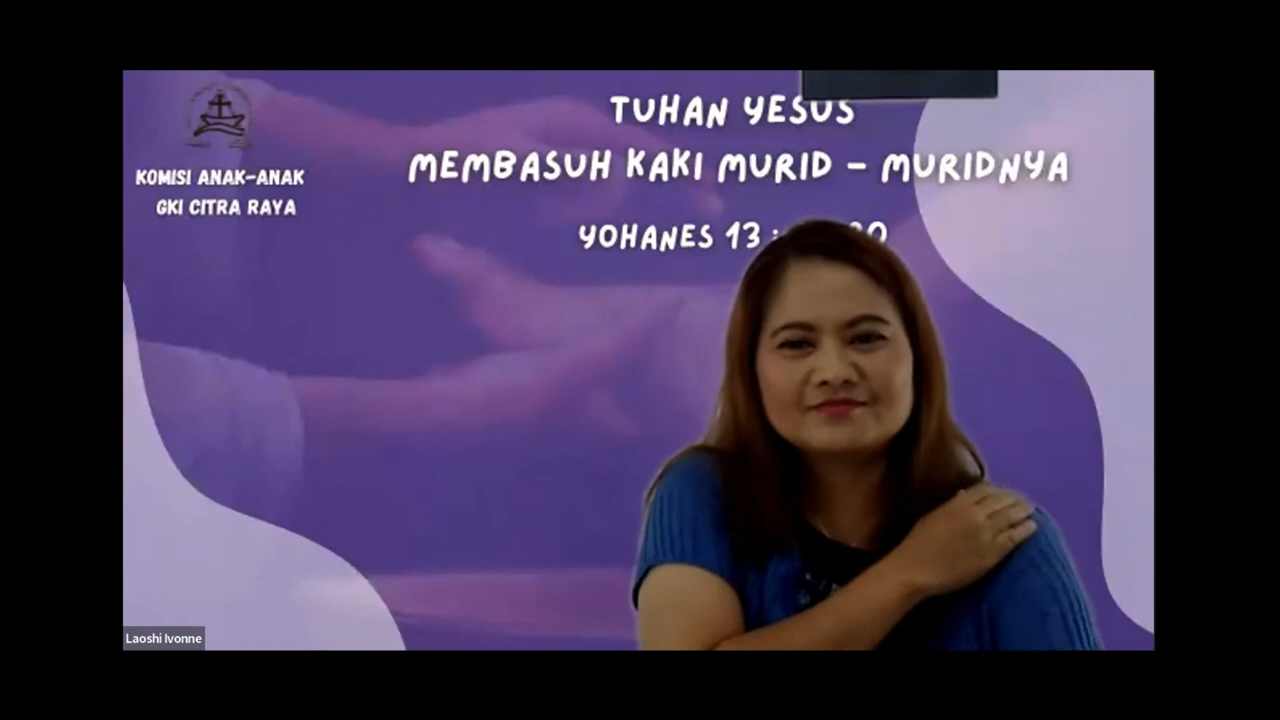 TUHAN YESUS
MEMBASUH KAKI MURID - MURIDNYA
YOHANES 13 :
KOMISI ANAK-ANAK
GKI CITRA RAYA
Laoshi Ivonne